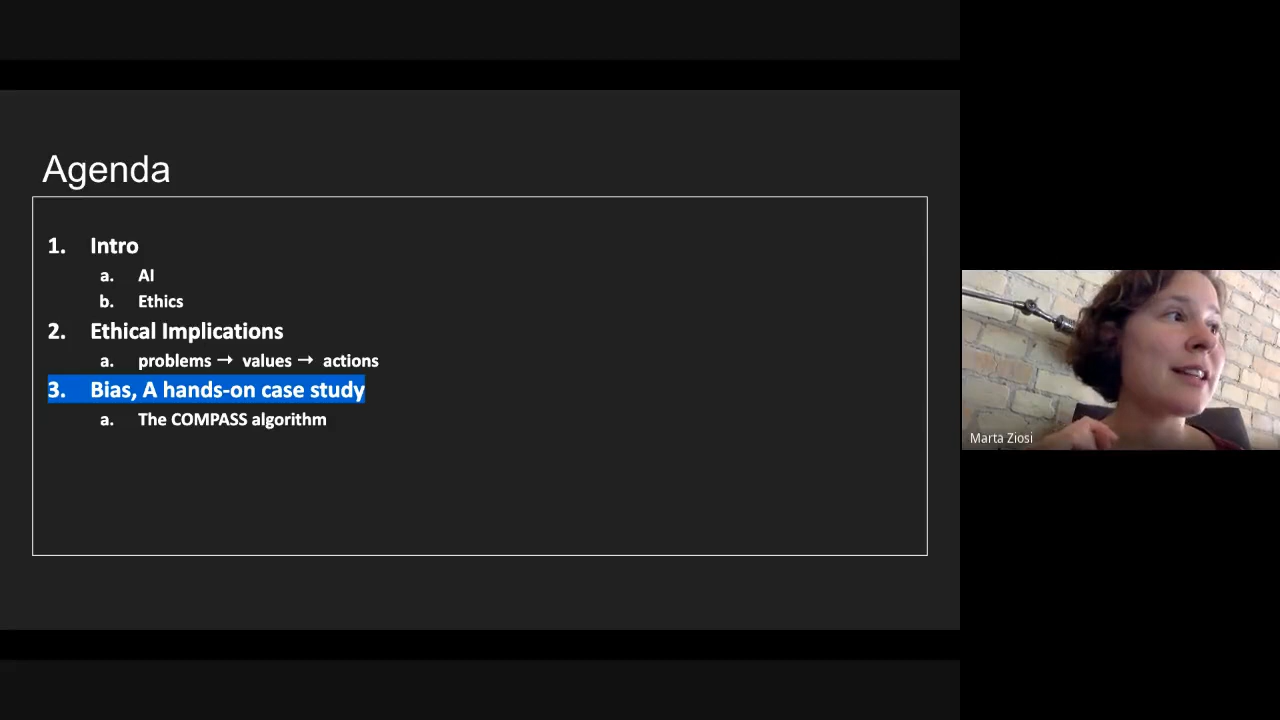 Agenda
1. Intro
a. AI
b. Ethics
2. Ethical Implications
a. problems → values → actions
3. Bias, A hands-on case study
a. The COMPASS algorithm
Marta Ziosi